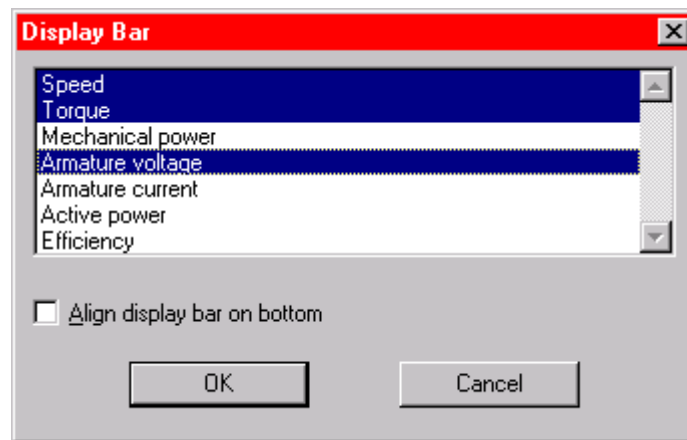 Display Bar
Speed
Torque
Mechanical power
Armature voltage
Armature current
Active power
Efficiency
Align display bar on bottom
OK
Cancel